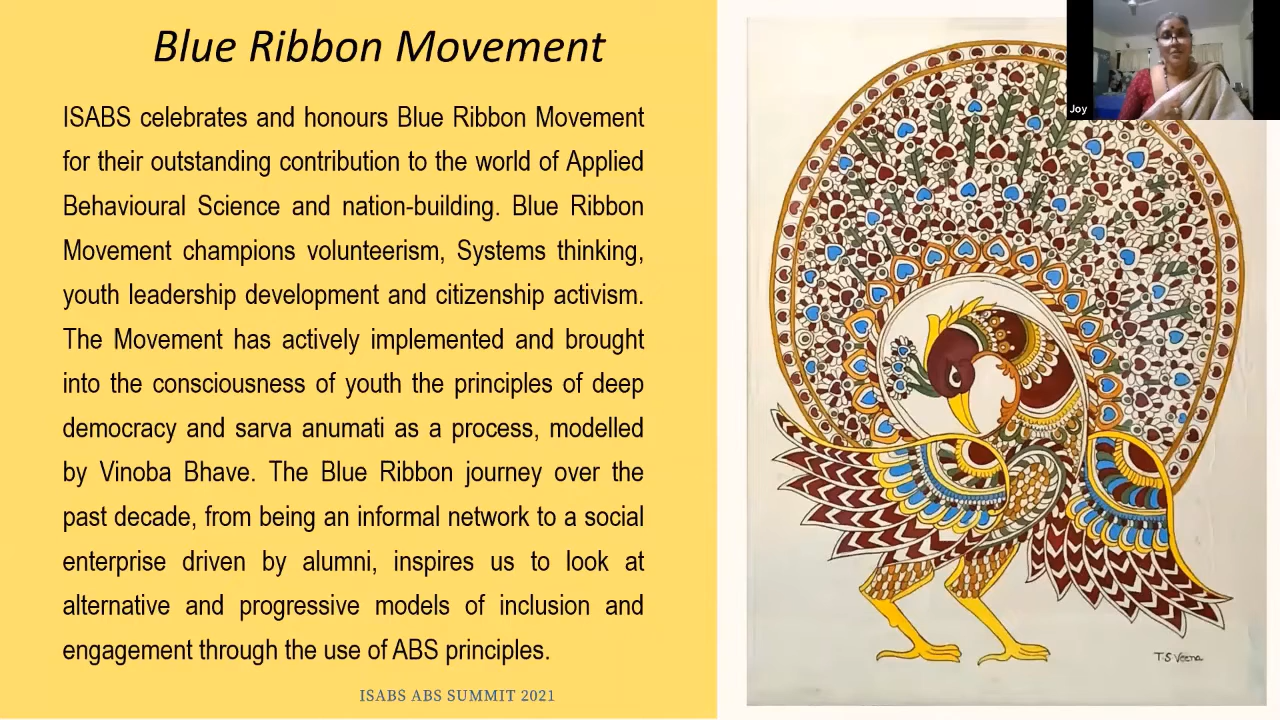 Blue Ribbon Movement
ISABS celebrates and honours Blue Ribbon Movement
for their outstanding contribution to the world of Applied
Behavioural Science and nation-building. Blue Ribbon
Movement champions volunteerism, Systems thinking,
youth leadership development and citizenship activism.
The Movement has actively implemented and brought
into the consciousness of youth the principles of deep
democracy and sarva anumati as a process, modelled
by Vinoba Bhave. The Blue Ribbon journey over the
past decade, from being an informal network to a social
enterprise driven by alumni, inspires us to look at
alternative and progressive models of inclusion and
engagement through the use of ABS principles.
ISABS ABS SUMMIT 2021
Joy
T.S Veena